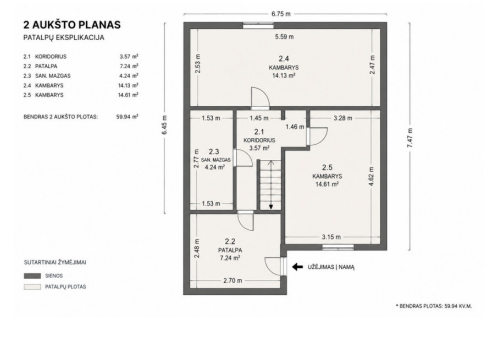 2 AUKŠTO PLANAS
PATALPŲ EKSPLIKACIJA
2.1 KORIDORIUS 3.57 m²
2.2 PATALPA 7.24 m²
2.3 SAN. MAZGAS 4.24 m²
2.4 KAMBARYS 14.13 m²
2.5 KAMBARYS 14.61 m²
BENDRAS 2 AUKŠTO PLOTAS: 59.94 m²
6.75 m
5.59 m
2.53 m
2.4
KAMBARYS
14.13 m²
2.47 m
6.45 m
7.47 m
1.53 m
1.45 m
1.46 m
3.28 m
2.1
KORIDORIUS
3.57 m²
2.77 m
2.3
SAN. MAZGAS
4.24 m²
1.53 m
2.5
KAMBARYS
14.61 m²
4.62 m
3.15 m
2.48 m
2.2
PATALPA
7.24 m²
2.70 m
UŽĖJIMAS Į NAMĄ
SUTARTINIAI ŽYMĖJIMAI
SIENOS
PATALPŲ PLOTAS
* BENDRAS PLOTAS: 59.94 KV.M.